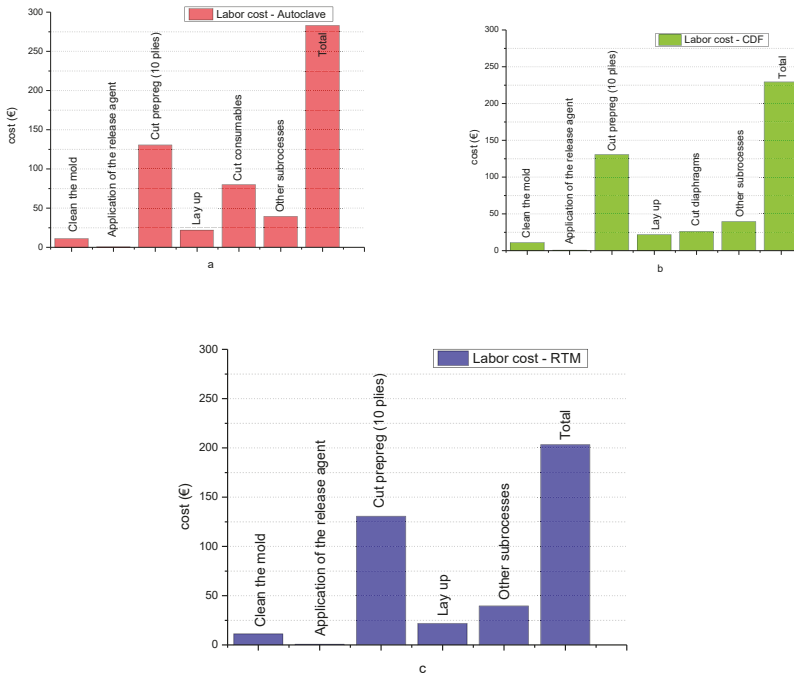 Labor cost - Autoclave
cost (€)
300
250
200
150
100
50
0
Clean the mold
Application of the release agent
Cut prepreg (10 plies)
Lay up
Cut consumables
Other subrocesses
Total
a
Labor cost - CDF
cost (€)
300
250
200
150
100
50
0
Clean the mold
Application of the release agent
Cut prepreg (10 plies)
Lay up
Cut diaphragms
Other subrocesses
Total
b
Labor cost - RTM
cost (€)
300
250
200
150
100
50
0
Clean the mold
Application of the release agent
Cut prepreg (10 plies)
Lay up
Other subrocesses
Total
c